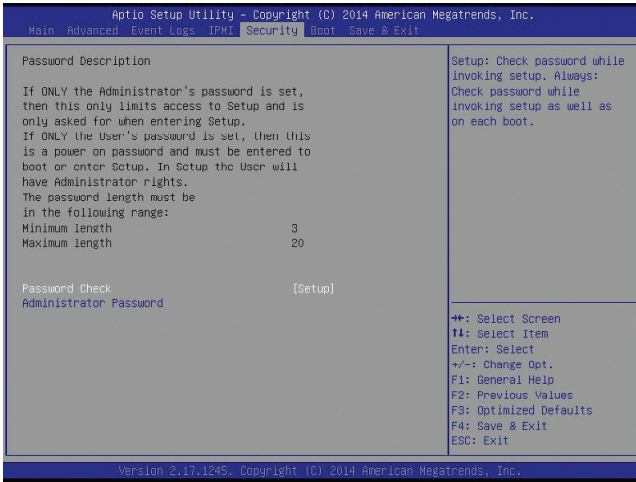 Aptio Setup Utility – Copyright (C) 2014 American Megatrends, Inc.
Main Advanced Event Logs IPMI Security Boot Save & Exit
Password Description
If ONLY the Administrator's password is set,
then this only limits access to Setup and is
only asked for when entering Setup.
If ONLY the User's password is set, then this
is a power on password and must be entered to
boot or enter Setup. In Setup the User will
have Administrator rights.
The password length must be
in the following range:
Minimum length 3
Maximum length 20
Password Check [Setup]
Administrator Password
Setup: Check password while
invoking setup. Always:
Check password while
invoking setup as well as
on each boot.
→←: Select Screen
↑↓: Select Item
Enter: Select
+/-: Change Opt.
F1: General Help
F2: Previous Values
F3: Optimized Defaults
F4: Save & Exit
ESC: Exit
Version 2.17.1245. Copyright (C) 2014 American Megatrends, Inc.